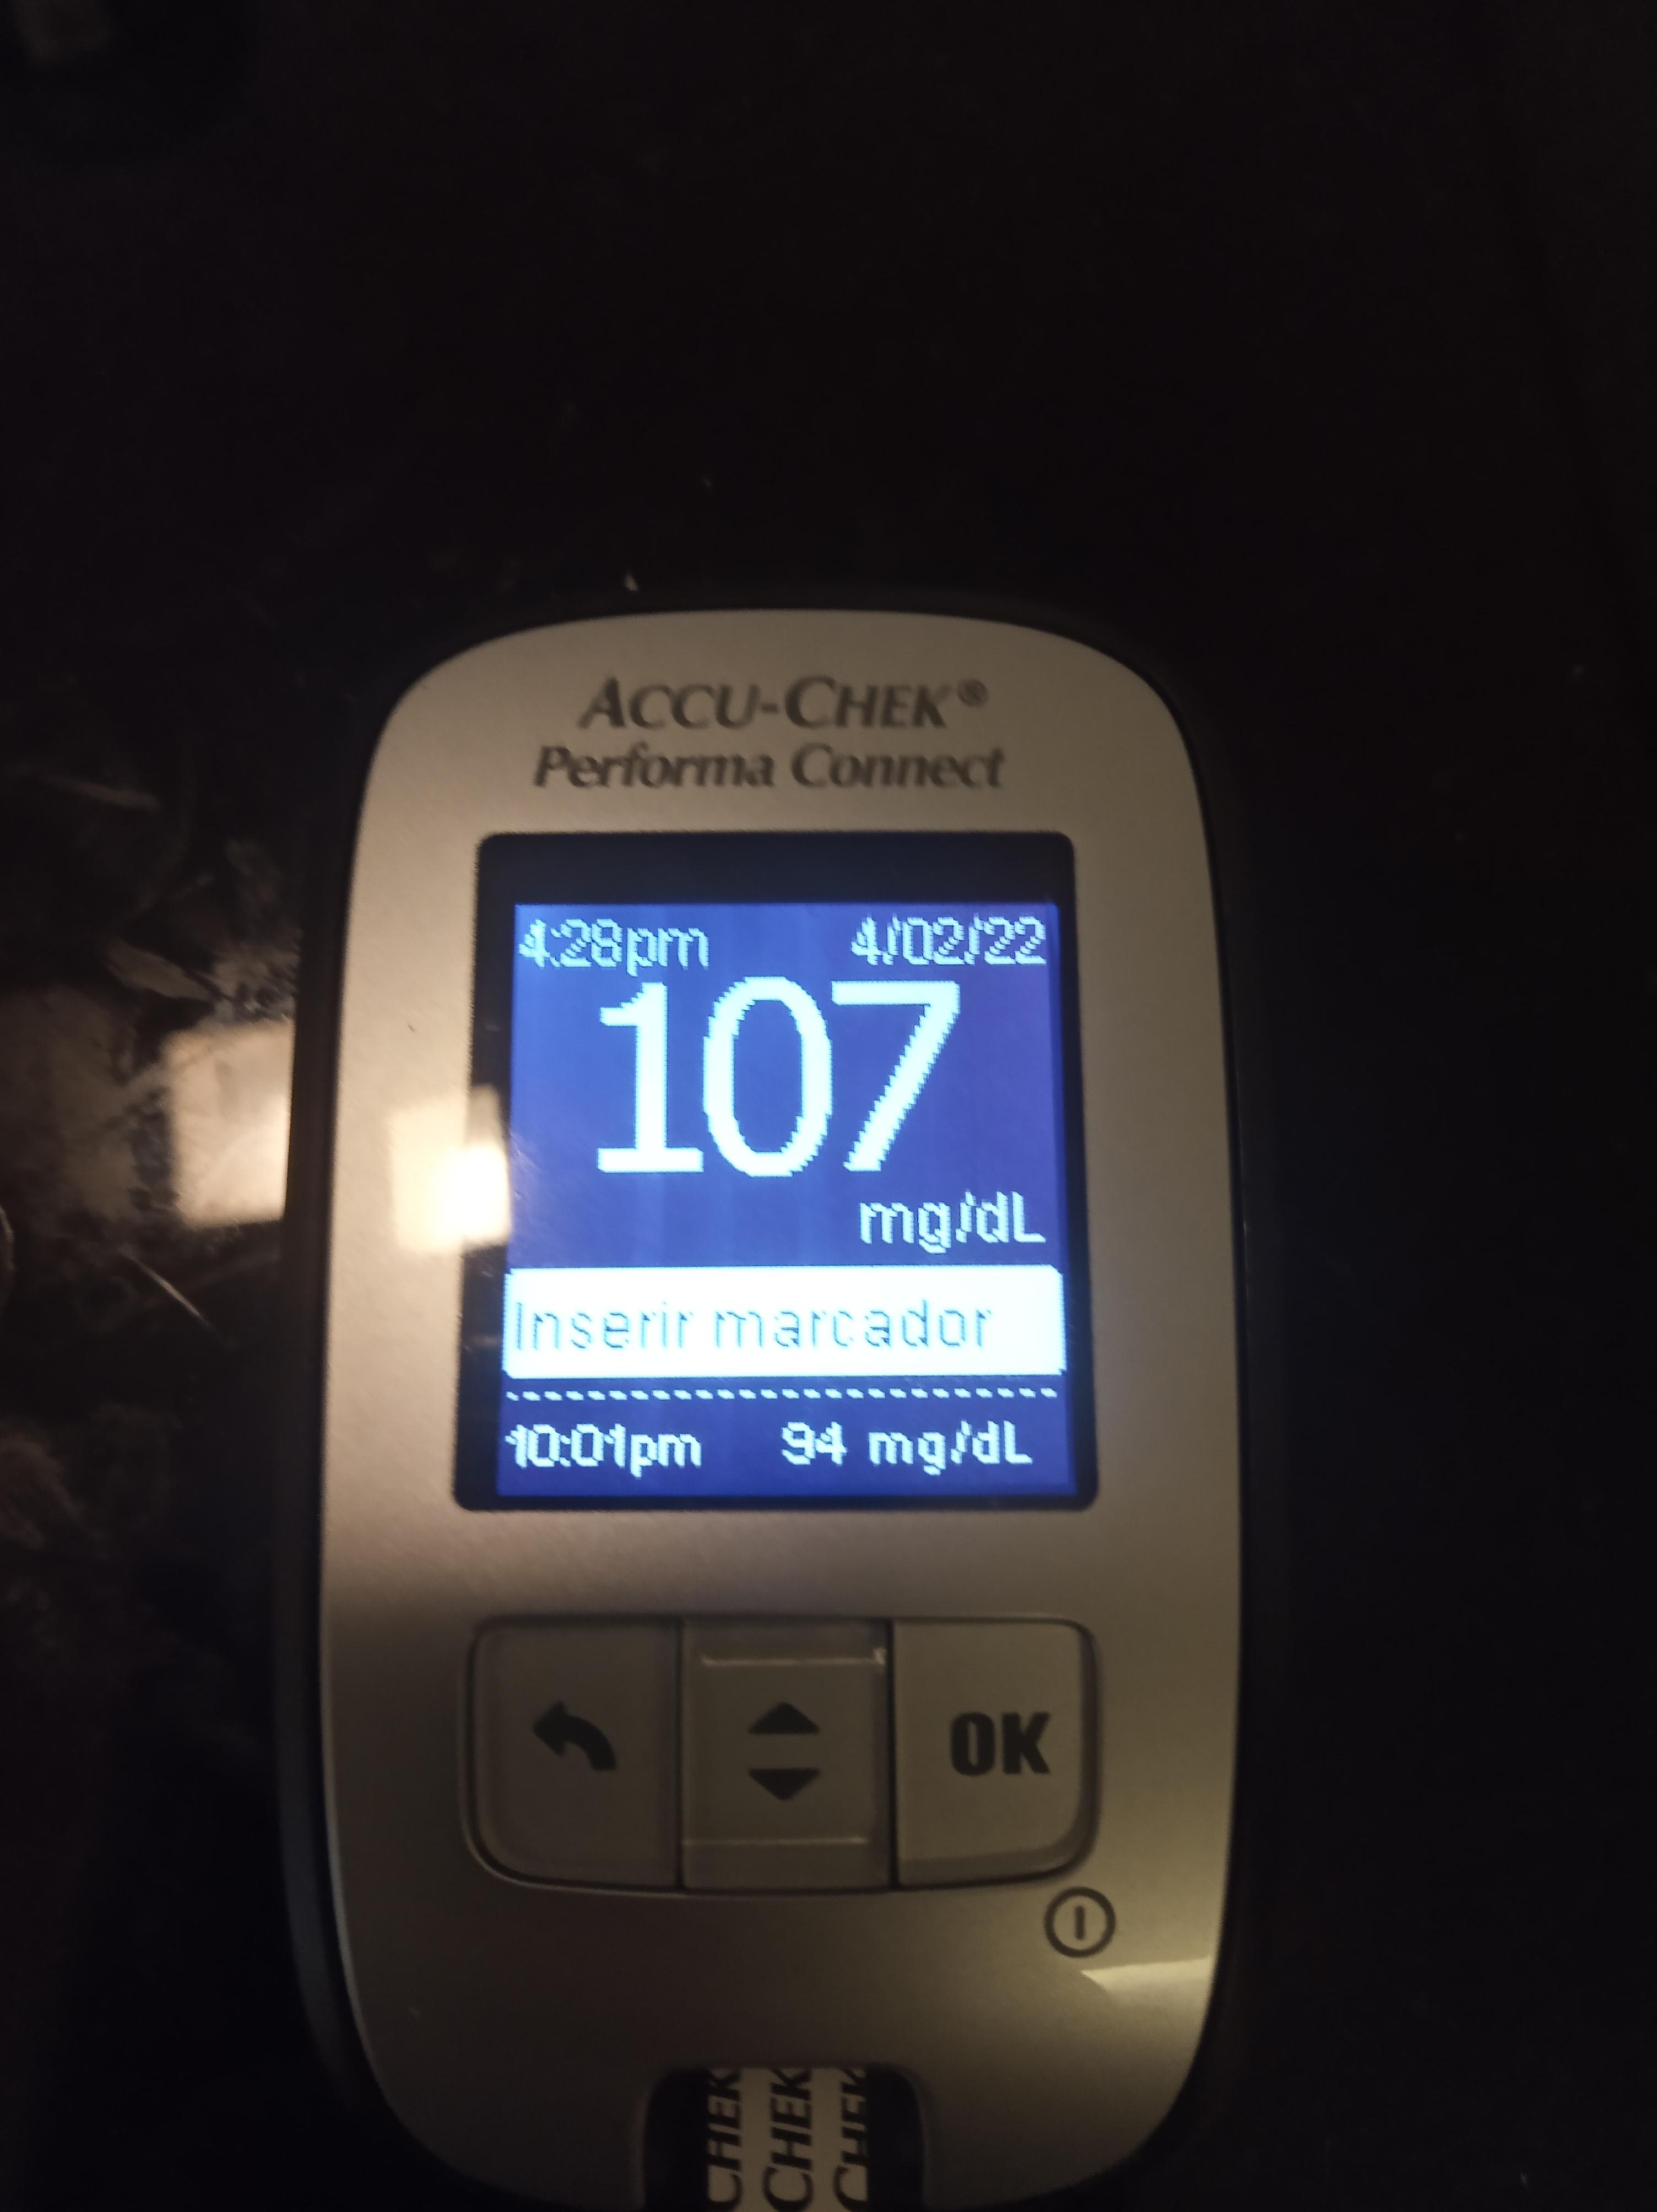 ACCU-CHEK®
Performa Connect
4:28pm 4/02/22
107
mg/dL
Inserir marcador
10:01pm 94 mg/dL
OK
CHEK
CHEK
CHEK